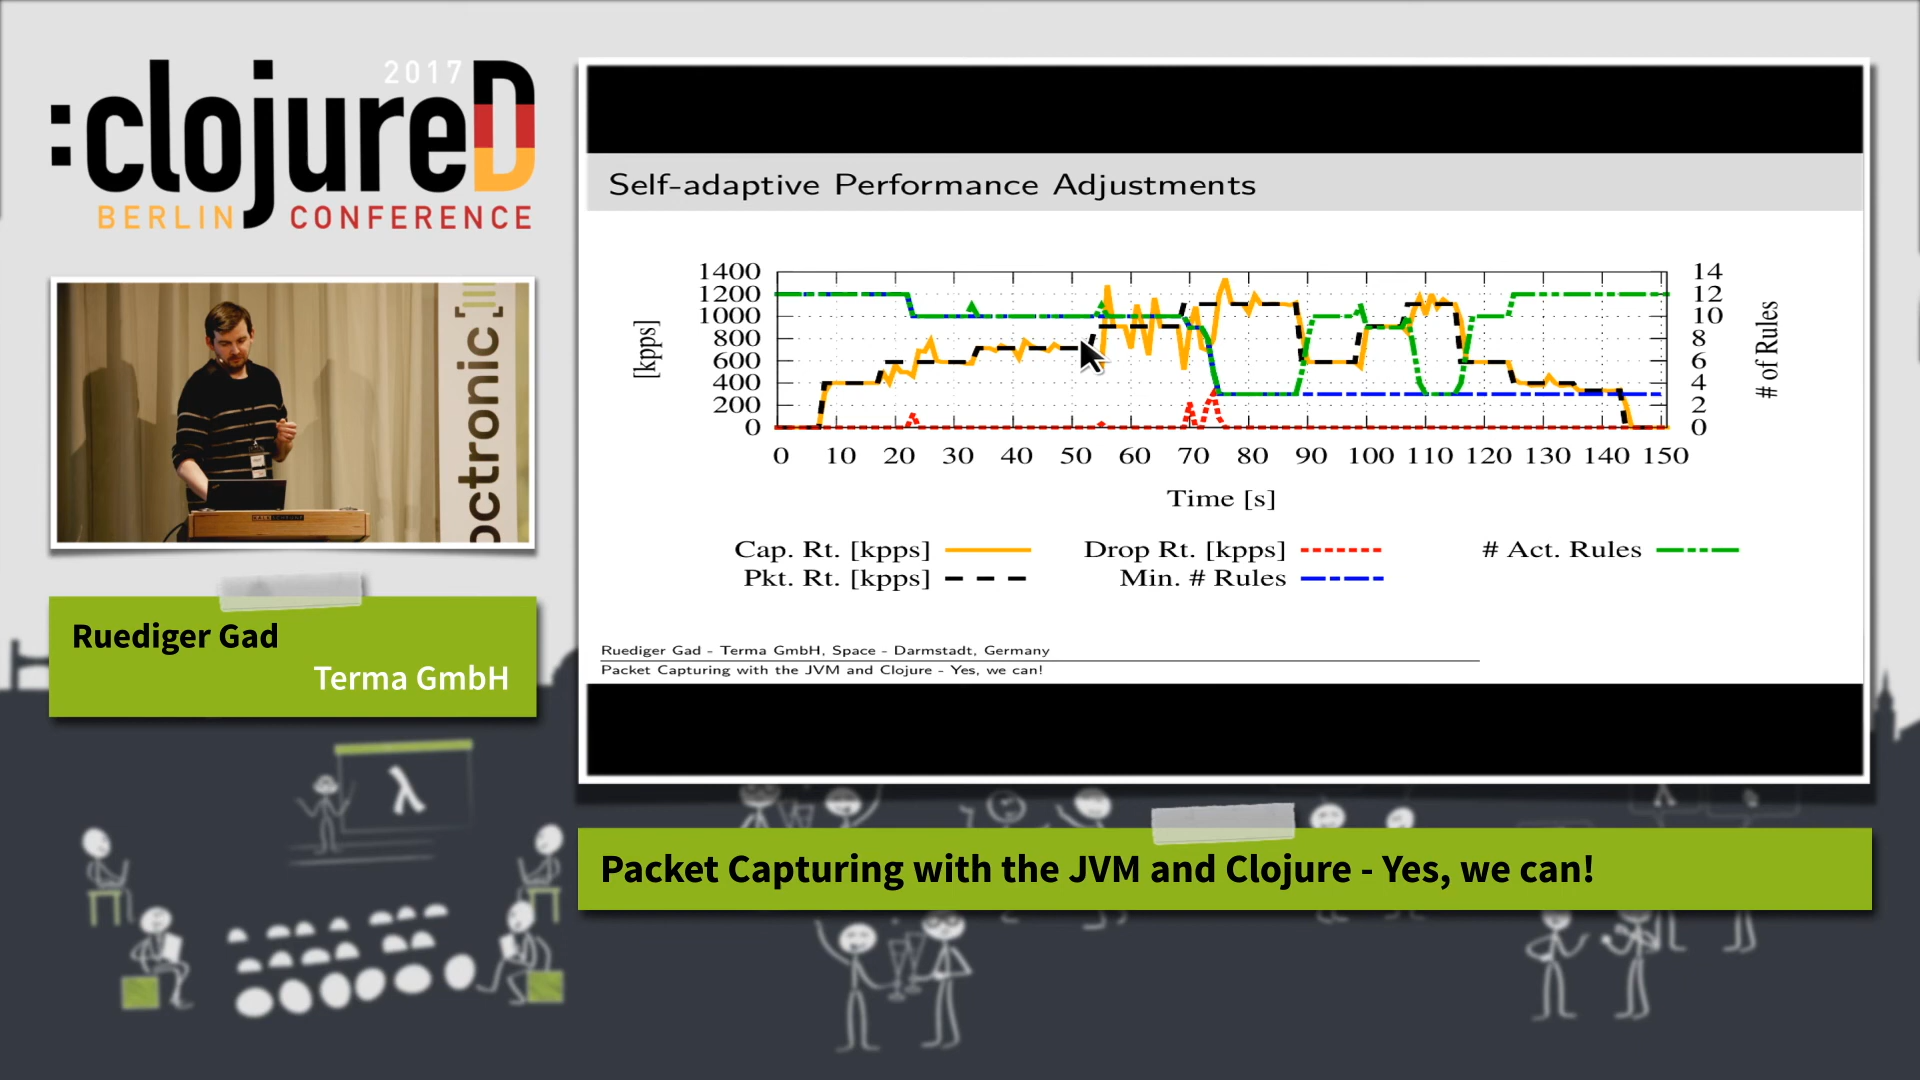 2017
:clojureD
BERLIN CONFERENCE
Self-adaptive Performance Adjustments
1400
1200
1000
800
600
400
200
0
[kpps]
14
12
10
8
6
4
2
0
# of Rules
0 10 20 30 40 50 60 70 80 90 100 110 120 130 140 150
Time [s]
Cap. Rt. [kpps]
Pkt. Rt. [kpps]
Drop Rt. [kpps]
Min. # Rules
# Act. Rules
Ruediger Gad - Terma GmbH, Space - Darmstadt, Germany
Packet Capturing with the JVM and Clojure - Yes, we can!
ctronic
Ruediger Gad
Terma GmbH
λ
Packet Capturing with the JVM and Clojure - Yes, we can!